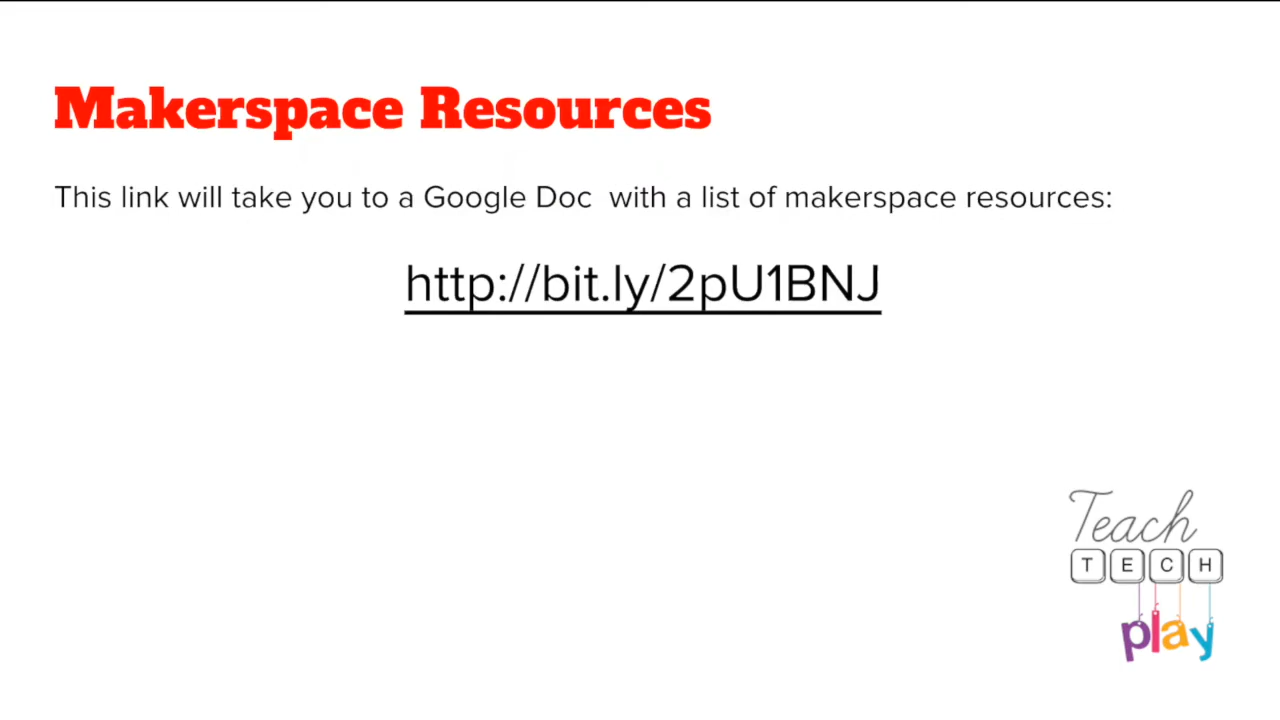 Makerspace Resources
This link will take you to a Google Doc  with a list of makerspace resources:
http://bit.ly/2pU1BNJ
Teach
TECH
play